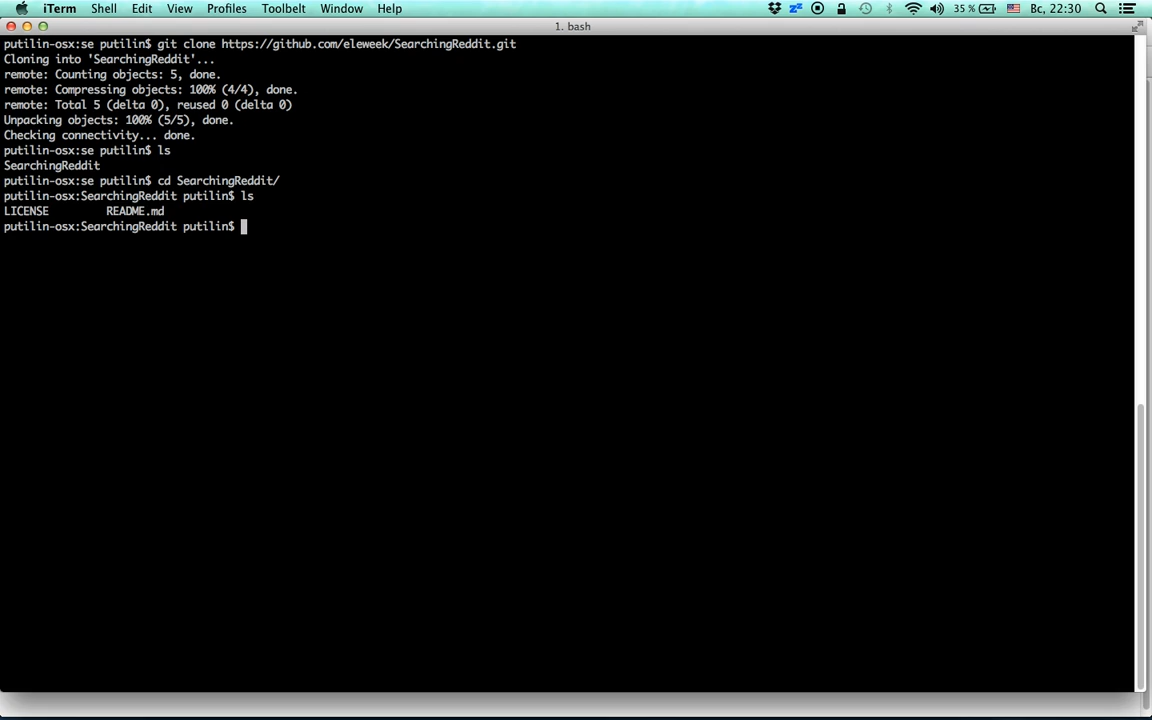 iTerm Shell Edit View Profiles Toolbelt Window Help 35 % Вс, 22:30
1. bash
putilin-osx:se putilin$ git clone https://github.com/eleweek/SearchingReddit.git
Cloning into 'SearchingReddit'...
remote: Counting objects: 5, done.
remote: Compressing objects: 100% (4/4), done.
remote: Total 5 (delta 0), reused 0 (delta 0)
Unpacking objects: 100% (5/5), done.
Checking connectivity... done.
putilin-osx:se putilin$ ls
SearchingReddit
putilin-osx:se putilin$ cd SearchingReddit/
putilin-osx:SearchingReddit putilin$ ls
LICENSE README.md
putilin-osx:SearchingReddit putilin$